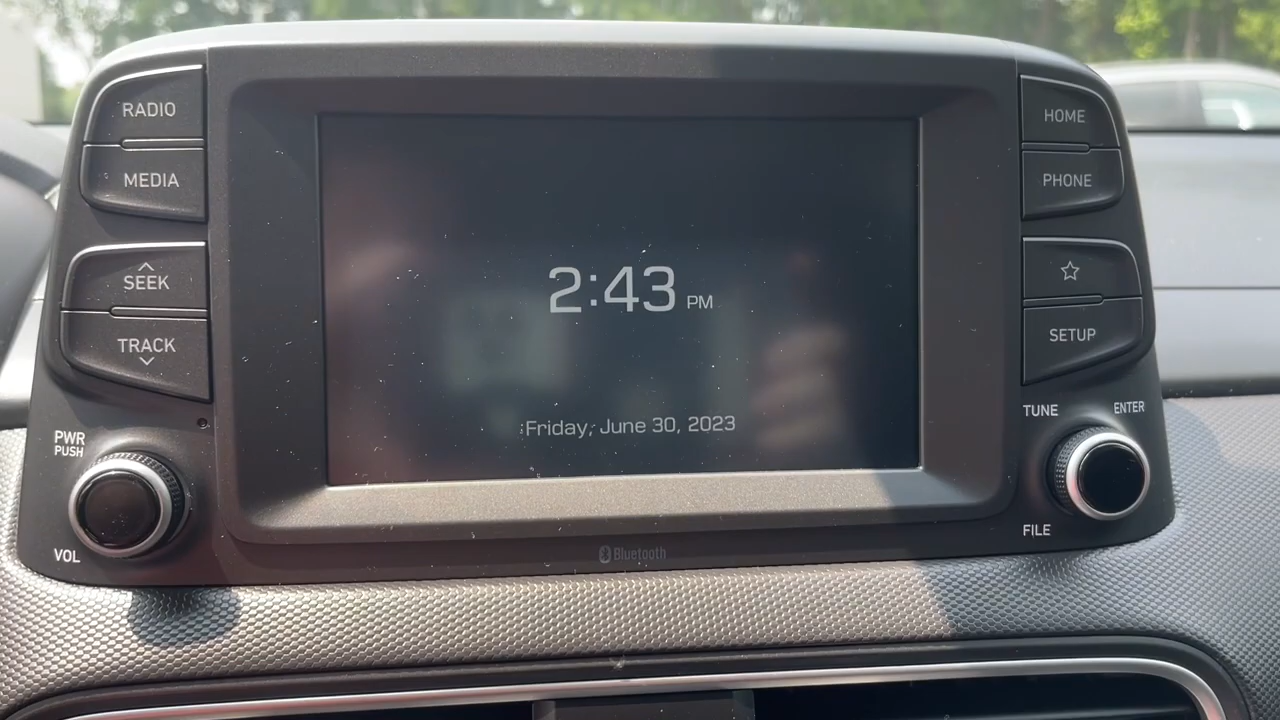 RADIO
MEDIA
SEEK
TRACK
PWR
PUSH
VOL
2:43 PM
Friday, June 30, 2023
Bluetooth
HOME
PHONE
SETUP
TUNE
ENTER
FILE